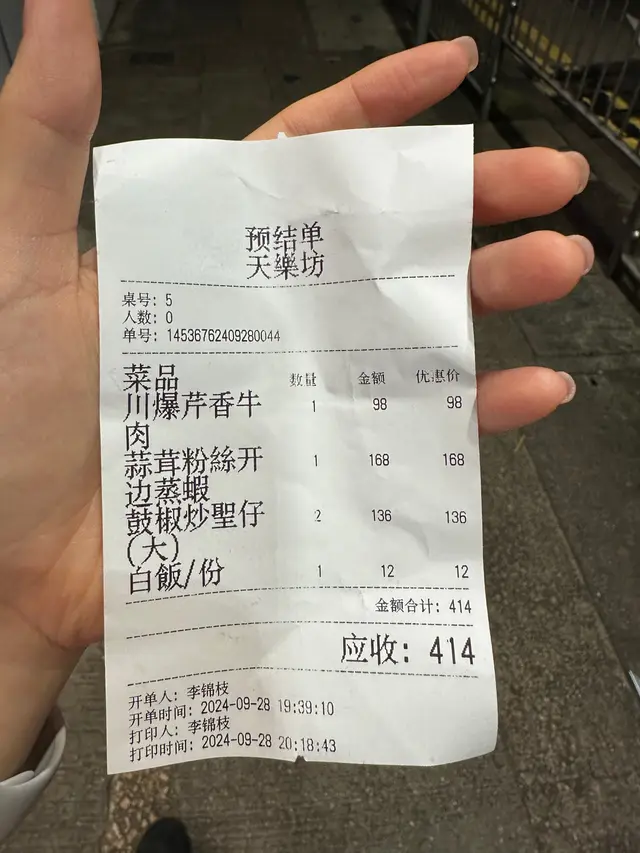 预结单
天樂坊
桌号: 5
人数: 0
单号: 14536762409280044
菜品 数量 金额 优惠价
川爆芹香牛 1 98 98
肉
蒜茸粉絲开 1 168 168
边蒸蝦
鼓椒炒聖仔 2 136 136
(大)
白飯/份 1 12 12
金额合计: 414
应收: 414
开单人: 李锦枝
开单时间: 2024-09-28 19:39:10
打印人: 李锦枝
打印时间: 2024-09-28 20:18:43